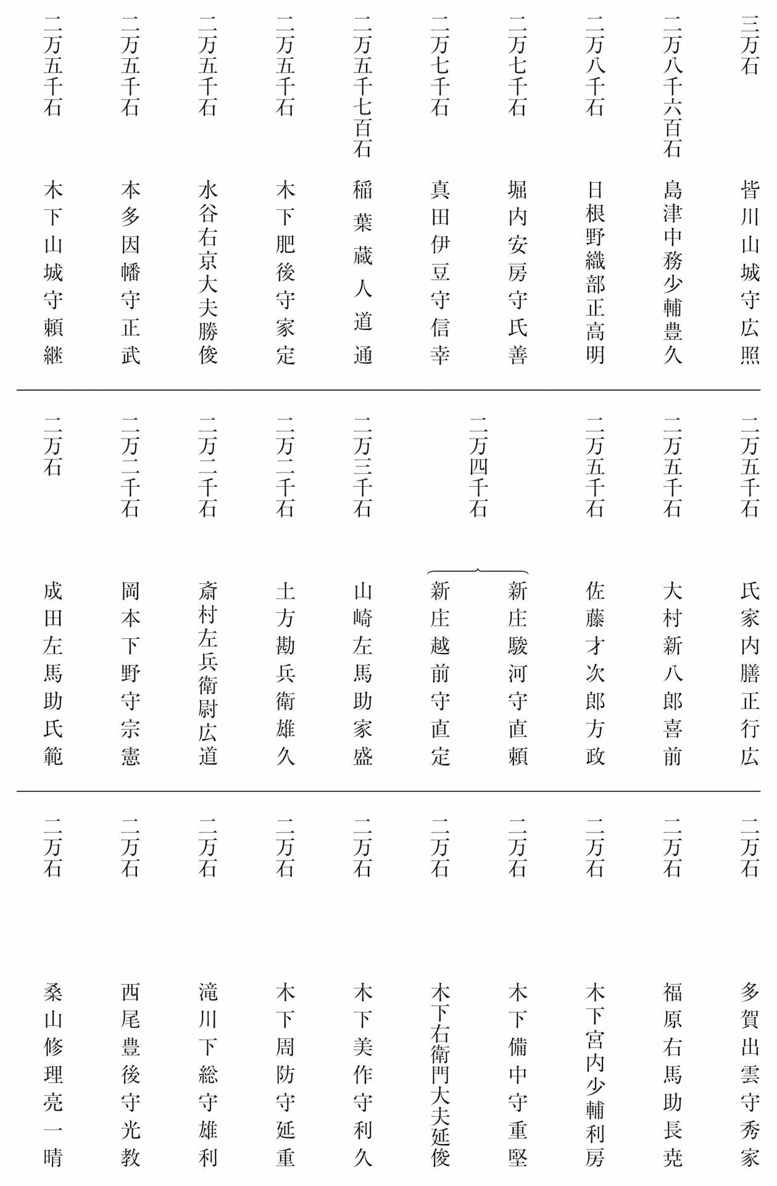 三万石　皆川山城守広照
二万八千六百石　島津中務少輔豊久
二万八千石　日根野織部正高明
二万七千石　堀内安房守氏善
二万七千石　真田伊豆守信幸
二万五千七百石　稲葉蔵人道通
二万五千石　木下肥後守家定
二万五千石　水谷右京大夫勝俊
二万五千石　本多因幡守正武
二万五千石　木下山城守頼継
二万五千石　氏家内膳正行広
二万五千石　大村新八郎喜前
二万五千石　佐藤才次郎方政
二万四千石　新庄駿河守直頼
新庄越前守直定
二万三千石　山崎左馬助家盛
二万二千石　土方勘兵衛雄久
二万二千石　斎村左兵衛尉広道
二万二千石　岡本下野守宗憲
二万石　成田左馬助氏範
二万石　多賀出雲守秀家
二万石　福原右馬助長堯
二万石　木下宮内少輔利房
二万石　木下備中守重堅
二万石　木下右衛門大夫延俊
二万石　木下美作守利久
二万石　木下周防守延重
二万石　滝川下総守雄利
二万石　西尾豊後守光教
二万石　桑山修理亮一晴